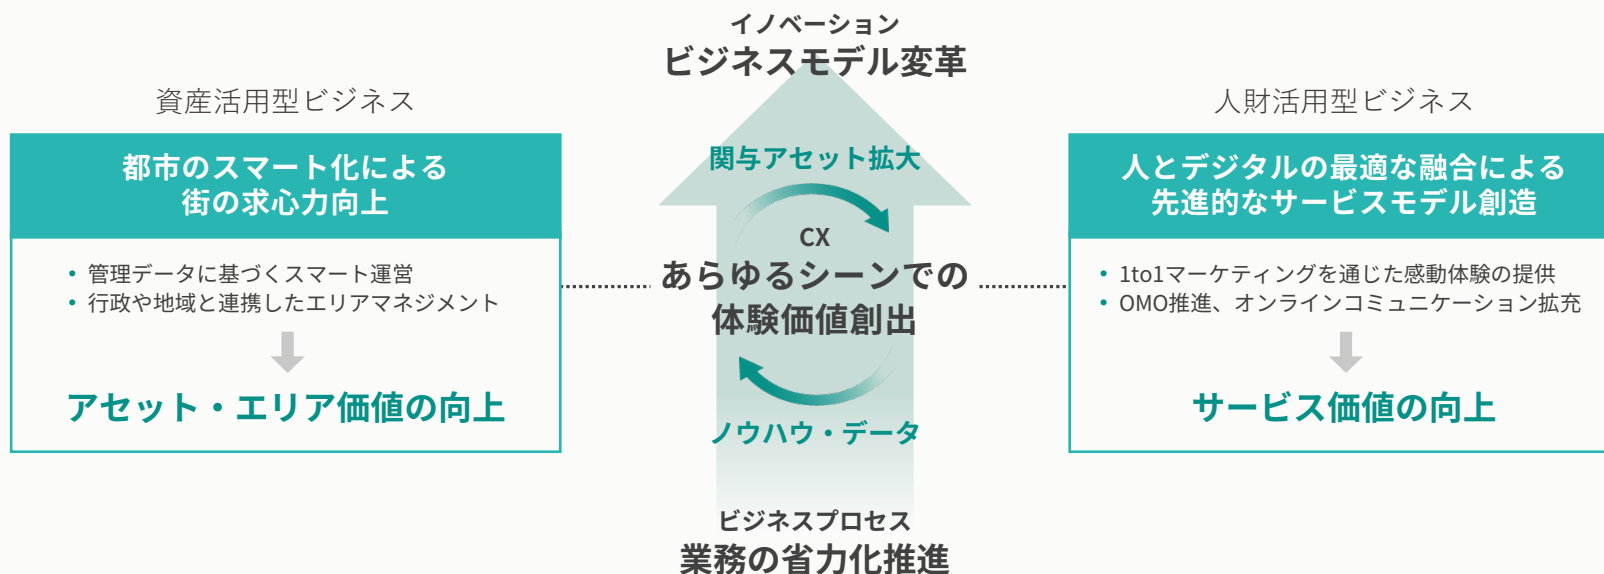 イノベーション
ビジネスモデル変革
資産活用型ビジネス
都市のスマート化による
街の求心力向上
• 管理データに基づくスマート運営
• 行政や地域と連携したエリアマネジメント
アセット・エリア価値の向上
関与アセット拡大
CX
あらゆるシーンでの
体験価値創出
ノウハウ・データ
ビジネスプロセス
業務の省力化推進
人財活用型ビジネス
人とデジタルの最適な融合による
先進的なサービスモデル創造
• 1to1マーケティングを通じた感動体験の提供
• OMO推進、オンラインコミュニケーション拡充
サービス価値の向上